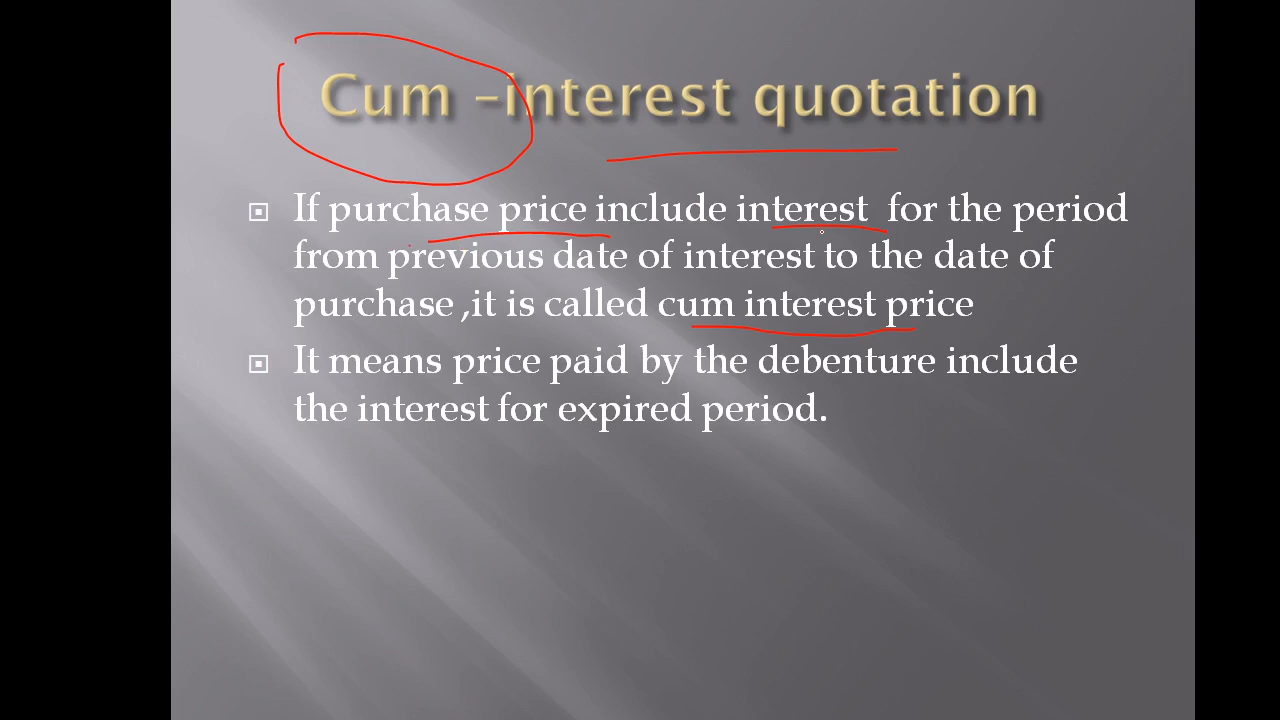 Cum –interest quotation
If purchase price include interest for the period
from previous date of interest to the date of
purchase ,it is called cum interest price
It means price paid by the debenture include
the interest for expired period.